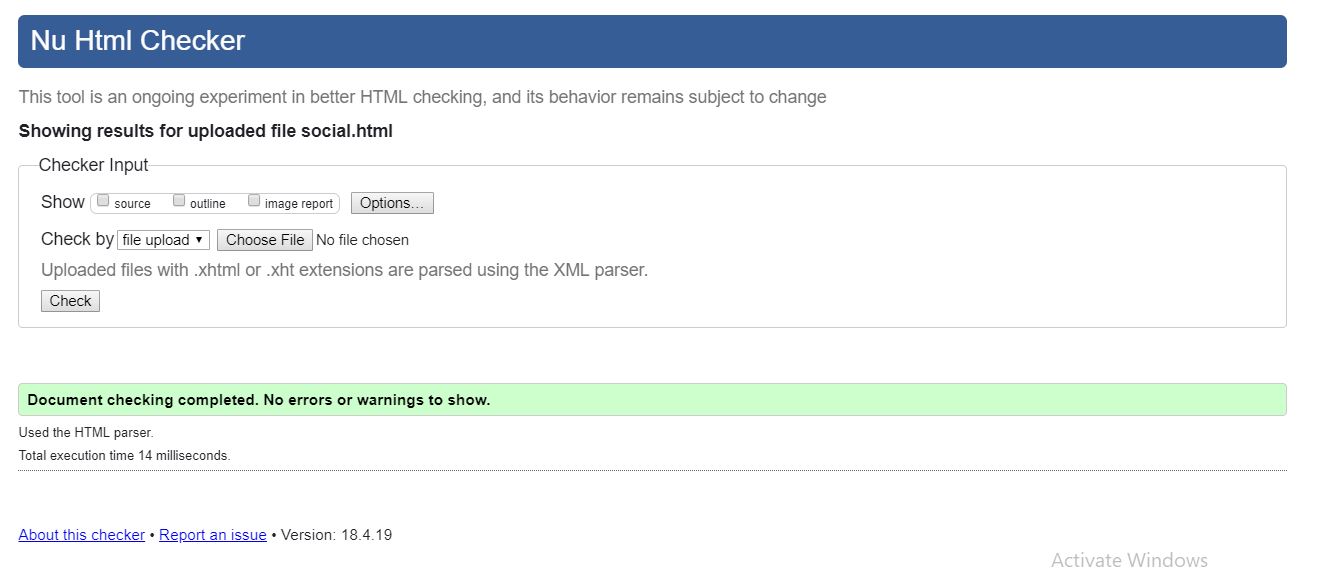 Nu Html Checker
This tool is an ongoing experiment in better HTML checking, and its behavior remains subject to change
Showing results for uploaded file social.html
Checker Input
Show source outline image report Options...
Check by file upload ▾ Choose File No file chosen
Uploaded files with .xhtml or .xht extensions are parsed using the XML parser.
Check
Document checking completed. No errors or warnings to show.
Used the HTML parser.
Total execution time 14 milliseconds.
About this checker • Report an issue • Version: 18.4.19
Activate Windows